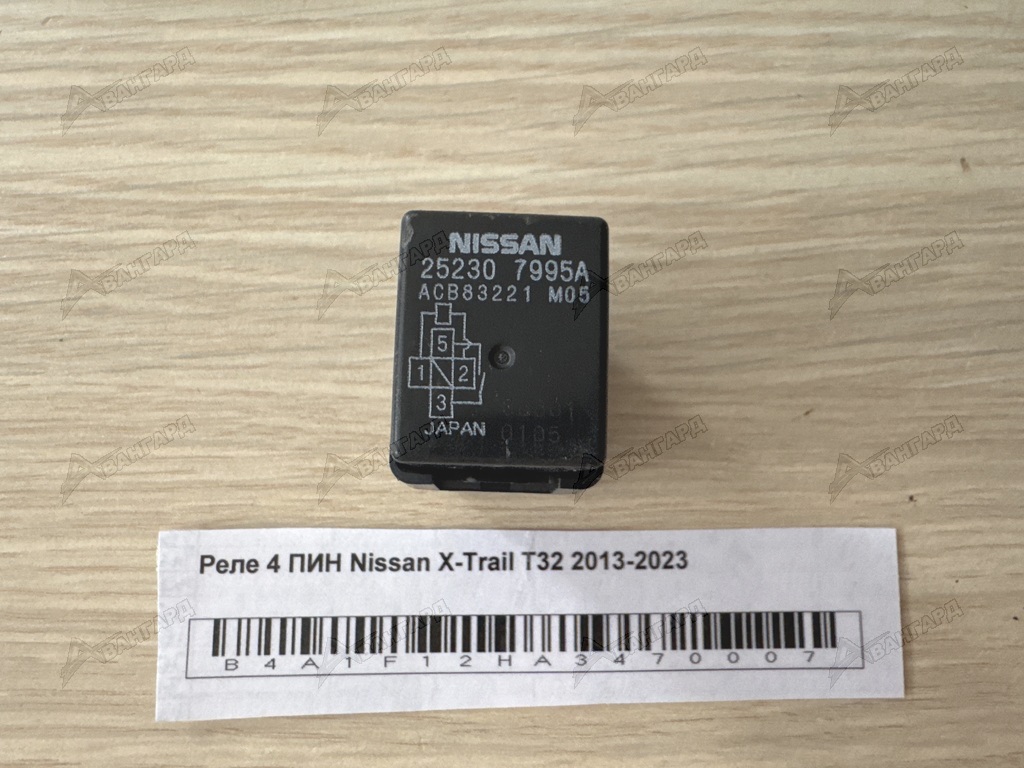 NISSAN
25230 7995A
ACB83221 M05
5
1 2
3
JAPAN
0105
Реле 4 ПИН Nissan X-Trail T32 2013-2023
B4A1F12HA3470007
АВАНГАРД